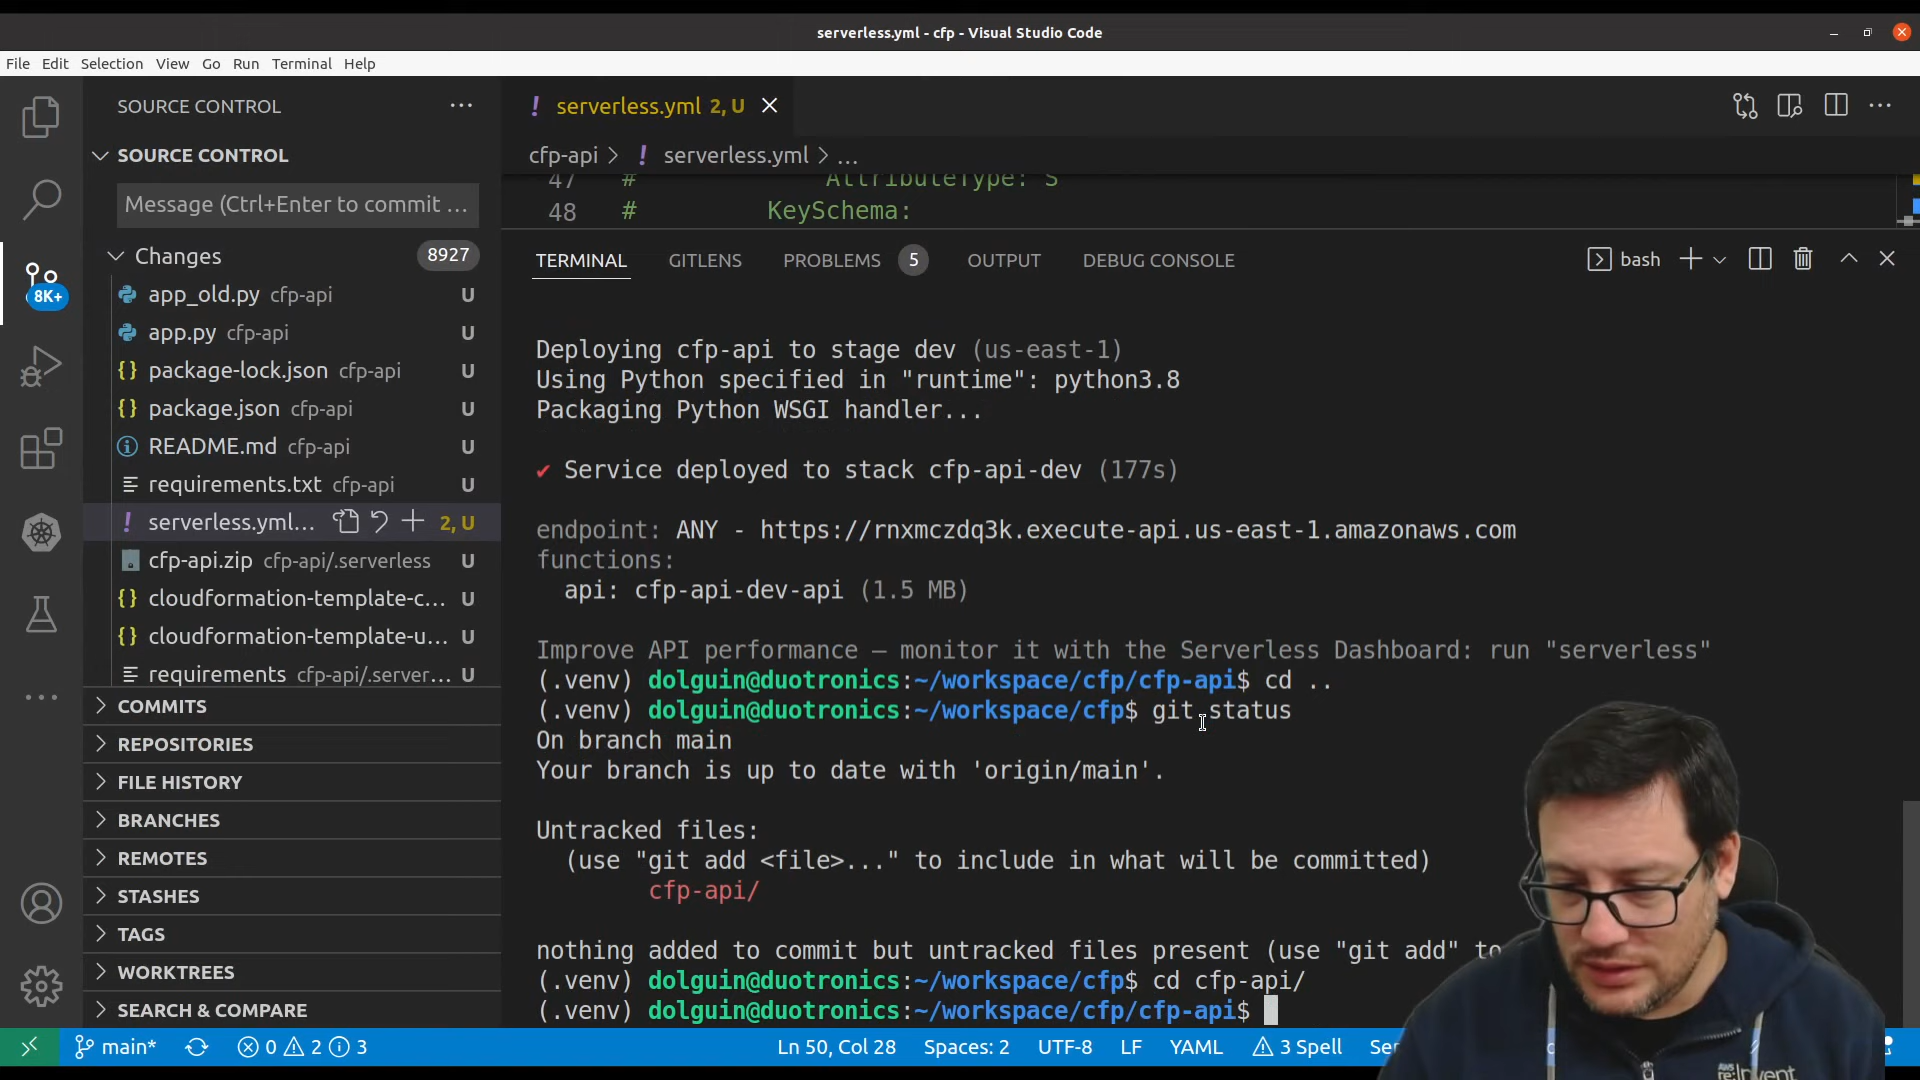 serverless.yml - cfp - Visual Studio Code
File Edit Selection View Go Run Terminal Help
SOURCE CONTROL
SOURCE CONTROL
Message (Ctrl+Enter to commit ...
Changes 8927
8K+
app_old.py cfp-api U
app.py cfp-api U
package-lock.json cfp-api U
package.json cfp-api U
README.md cfp-api U
requirements.txt cfp-api U
serverless.yml... 2, U
cfp-api.zip cfp-api/.serverless U
cloudformation-template-c... U
cloudformation-template-u... U
requirements cfp-api/.server... U
COMMITS
REPOSITORIES
FILE HISTORY
BRANCHES
REMOTES
STASHES
TAGS
WORKTREES
SEARCH & COMPARE
! serverless.yml 2, U
cfp-api > ! serverless.yml > ...
47 # AttributeType: S
48 # KeySchema:
TERMINAL GITLENS PROBLEMS 5 OUTPUT DEBUG CONSOLE bash
Deploying cfp-api to stage dev (us-east-1)
Using Python specified in "runtime": python3.8
Packaging Python WSGI handler...
✔ Service deployed to stack cfp-api-dev (177s)
endpoint: ANY - https://rnxmczdq3k.execute-api.us-east-1.amazonaws.com
functions:
api: cfp-api-dev-api (1.5 MB)
Improve API performance – monitor it with the Serverless Dashboard: run "serverless"
(.venv) dolguin@duotronics:~/workspace/cfp/cfp-api$ cd ..
(.venv) dolguin@duotronics:~/workspace/cfp$ git status
On branch main
Your branch is up to date with 'origin/main'.
Untracked files:
(use "git add <file>..." to include in what will be committed)
cfp-api/
nothing added to commit but untracked files present (use "git add" to
(.venv) dolguin@duotronics:~/workspace/cfp$ cd cfp-api/
(.venv) dolguin@duotronics:~/workspace/cfp/cfp-api$
main* 0 2 3 Ln 50, Col 28 Spaces: 2 UTF-8 LF YAML 3 Spell
AWS
re:Invent